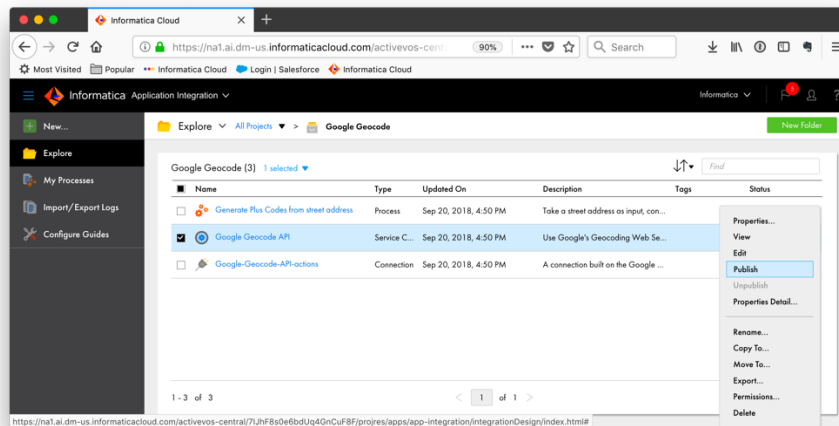 Informatica Cloud
https://na1.ai.dm-us.informaticacloud.com/activevos-cent
90%
Search
Most Visited Popular Informatica Cloud Login | Salesforce Informatica Cloud
Informatica Application Integration
Informatica
New...
Explore All Projects > Google Geocode
New Folder
Explore
My Processes
Import/Export Logs
Configure Guides
Google Geocode (3) 1 selected
Find
Name Type Updated On Description Tags Status
Generate Plus Codes from street address Process Sep 20, 2018, 4:50 PM Take a street address as input, con...
Google Geocode API Service C... Sep 20, 2018, 4:50 PM Use Google's Geocoding Web Se...
Google-Geocode-API-actions Connection Sep 20, 2018, 4:50 PM A connection built on the Google ...
Properties...
View
Edit
Publish
Unpublish
Properties Detail...
Rename...
Copy To...
Move To...
Export...
Permissions...
Delete
1 - 3 of 3
< 1 of 1 >
https://na1.ai.dm-us.informaticacloud.com/activevos-central/7IJhF8s0e6bdUq4GnCuF8F/projres/apps/app-integration/integrationDesign/index.html#